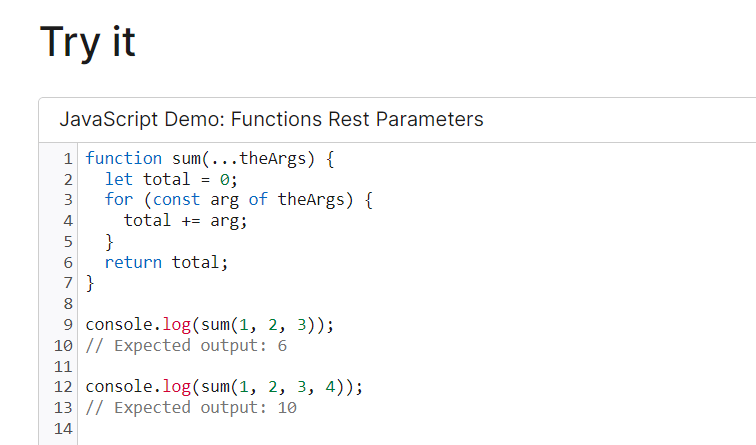 Try it
JavaScript Demo: Functions Rest Parameters
1 function sum(...theArgs) {
2   let total = 0;
3   for (const arg of theArgs) {
4     total += arg;
5   }
6   return total;
7 }
8
9 console.log(sum(1, 2, 3));
10 // Expected output: 6
11
12 console.log(sum(1, 2, 3, 4));
13 // Expected output: 10
14